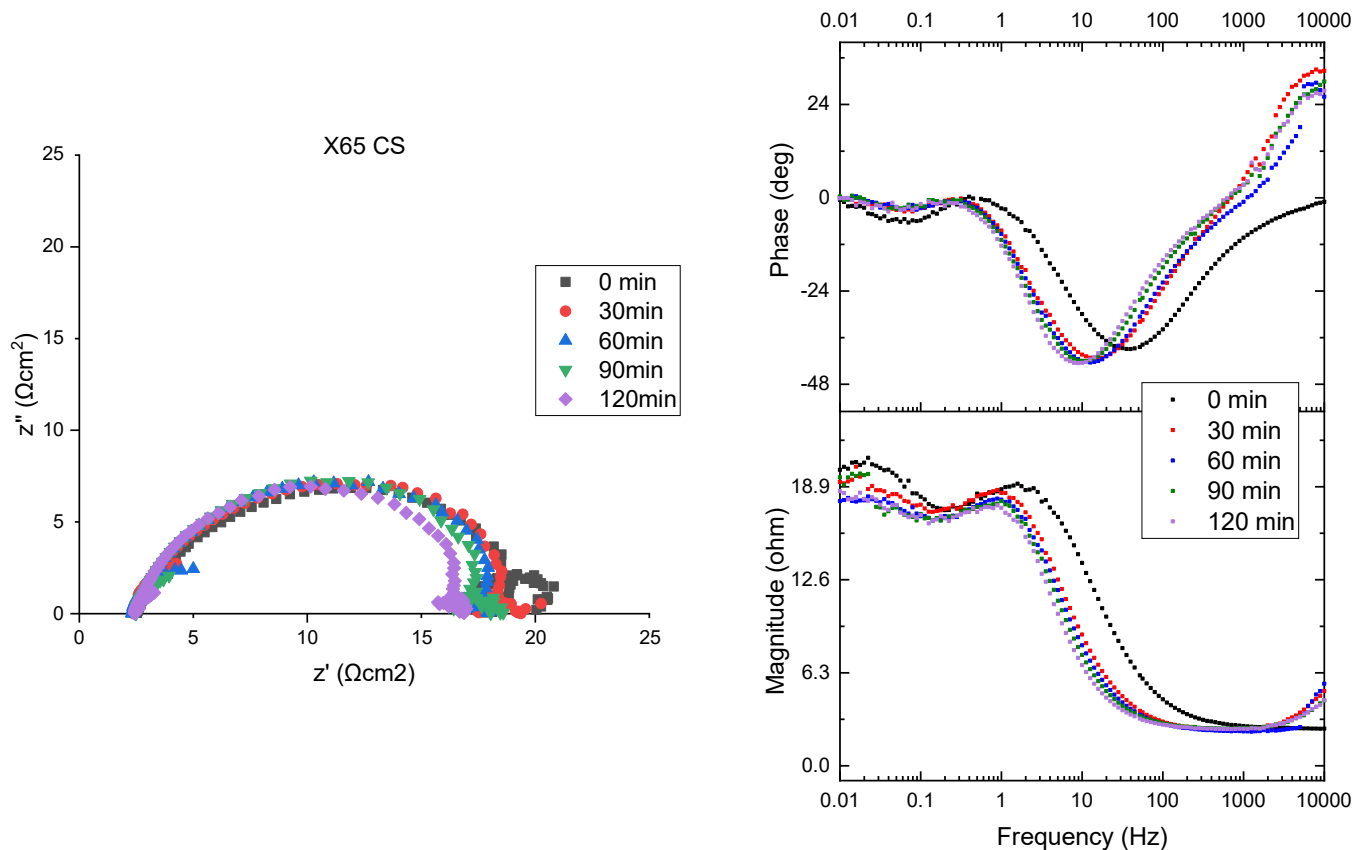 X65 CS
25
20
15
10
5
0
z'' (Ωcm²)
0 5 10 15 20 25
z' (Ωcm2)
0 min
30min
60min
90min
120min
0.01 0.1 1 10 100 1000 10000
24
0
-24
-48
Phase (deg)
0 min
30 min
60 min
90 min
120 min
18.9
12.6
6.3
0.0
Magnitude (ohm)
0.01 0.1 1 10 100 1000 10000
Frequency (Hz)